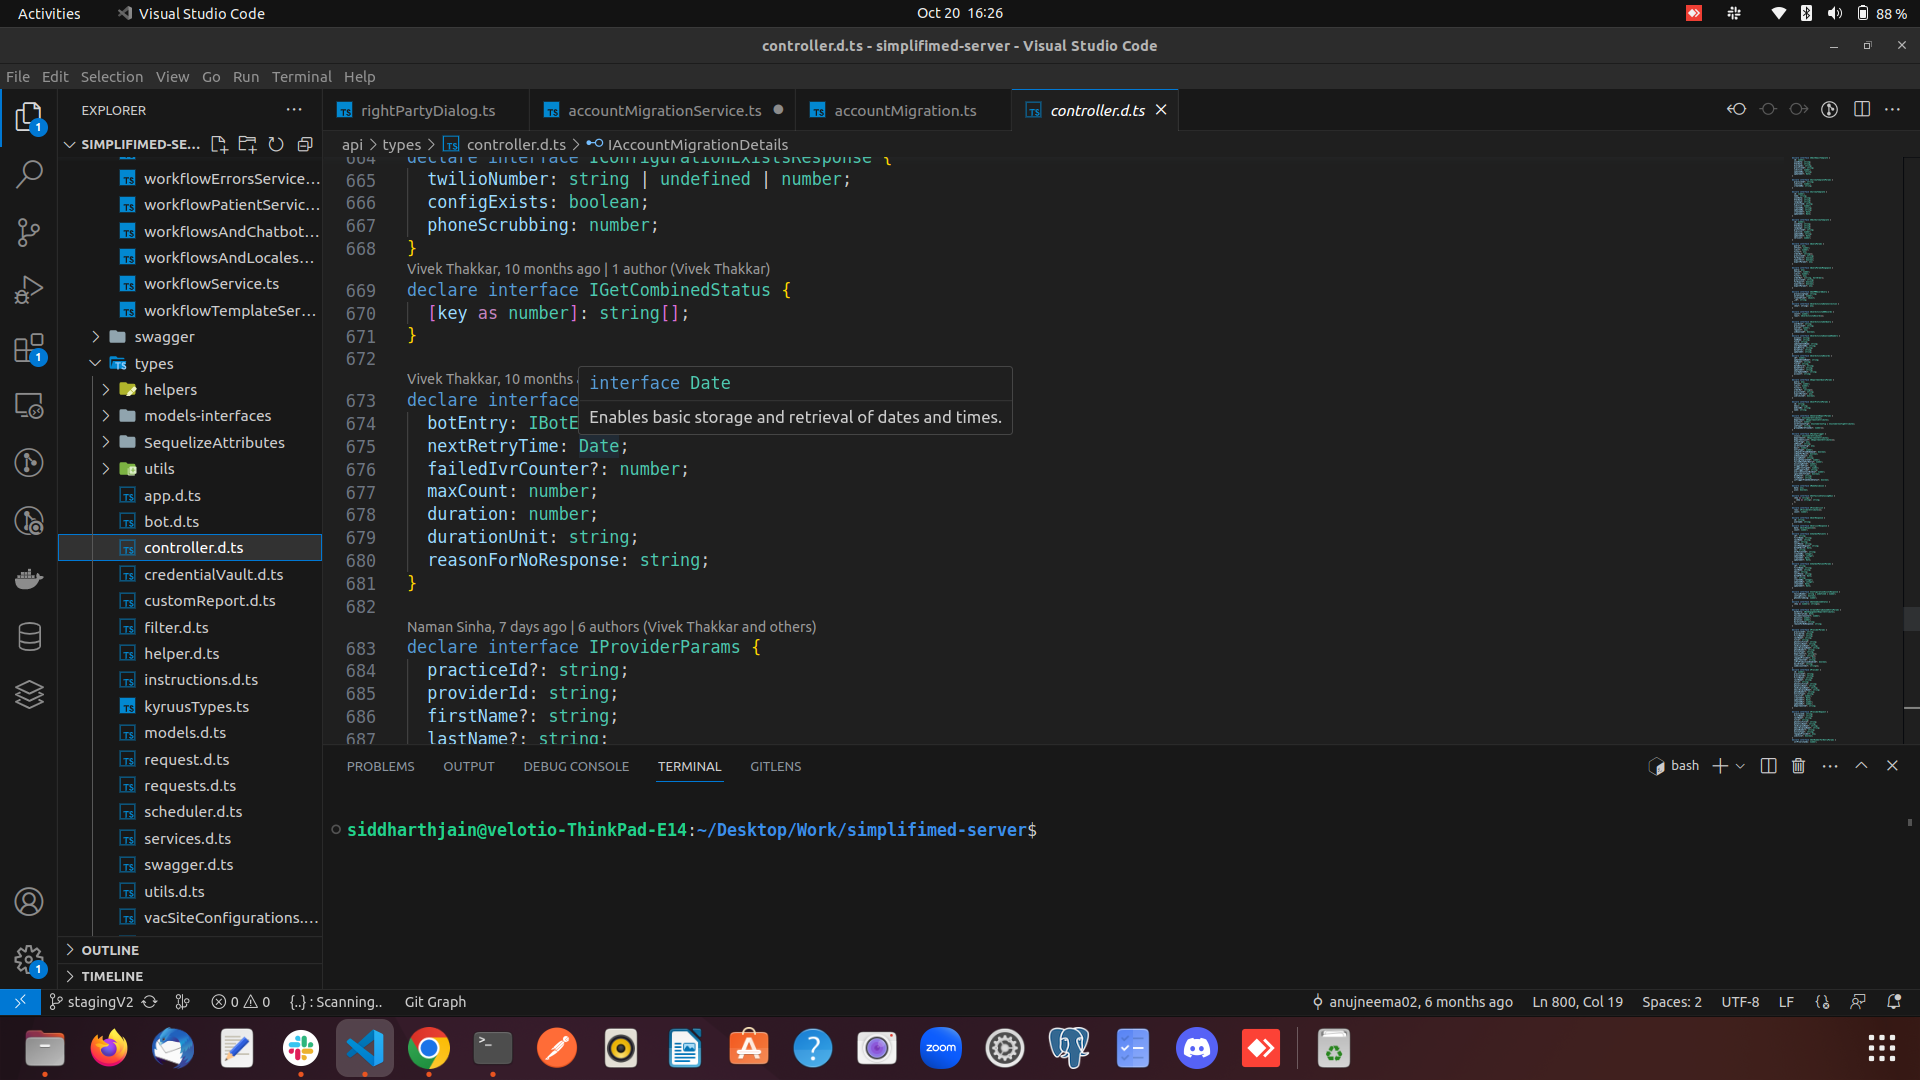 Activities
Visual Studio Code
Oct 20 16:26
88 %
controller.d.ts - simplifimed-server - Visual Studio Code
File Edit Selection View Go Run Terminal Help
EXPLORER
rightPartyDialog.ts
accountMigrationService.ts
accountMigration.ts
controller.d.ts
SIMPLIFIMED-SE...
api > types > controller.d.ts > IAccountMigrationDetails
workflowErrorsService...
workflowPatientServic...
workflowsAndChatbot...
workflowsAndLocales...
workflowService.ts
workflowTemplateSer...
swagger
types
helpers
models-interfaces
SequelizeAttributes
utils
app.d.ts
bot.d.ts
controller.d.ts
credentialVault.d.ts
customReport.d.ts
filter.d.ts
helper.d.ts
instructions.d.ts
kyruusTypes.ts
models.d.ts
request.d.ts
requests.d.ts
scheduler.d.ts
services.d.ts
swagger.d.ts
utils.d.ts
vacSiteConfigurations....
OUTLINE
TIMELINE
664 declare interface IConfigurationExistsResponse {
665 twilioNumber: string | undefined | number;
666 configExists: boolean;
667 phoneScrubbing: number;
668 }
Vivek Thakkar, 10 months ago | 1 author (Vivek Thakkar)
669 declare interface IGetCombinedStatus {
670 [key as number]: string[];
671 }
672
Vivek Thakkar, 10 months
673 declare interface
interface Date
Enables basic storage and retrieval of dates and times.
674 botEntry: IBotE
675 nextRetryTime: Date;
676 failedIvrCounter?: number;
677 maxCount: number;
678 duration: number;
679 durationUnit: string;
680 reasonForNoResponse: string;
681 }
682
Naman Sinha, 7 days ago | 6 authors (Vivek Thakkar and others)
683 declare interface IProviderParams {
684 practiceId?: string;
685 providerId: string;
686 firstName?: string;
687 lastName?: string;
PROBLEMS OUTPUT DEBUG CONSOLE TERMINAL GITLENS
bash
siddharthjain@velotio-ThinkPad-E14:~/Desktop/Work/simplifimed-server$
stagingV2
0 0
{..} : Scanning..
Git Graph
anujneema02, 6 months ago
Ln 800, Col 19
Spaces: 2
UTF-8
LF
zoom